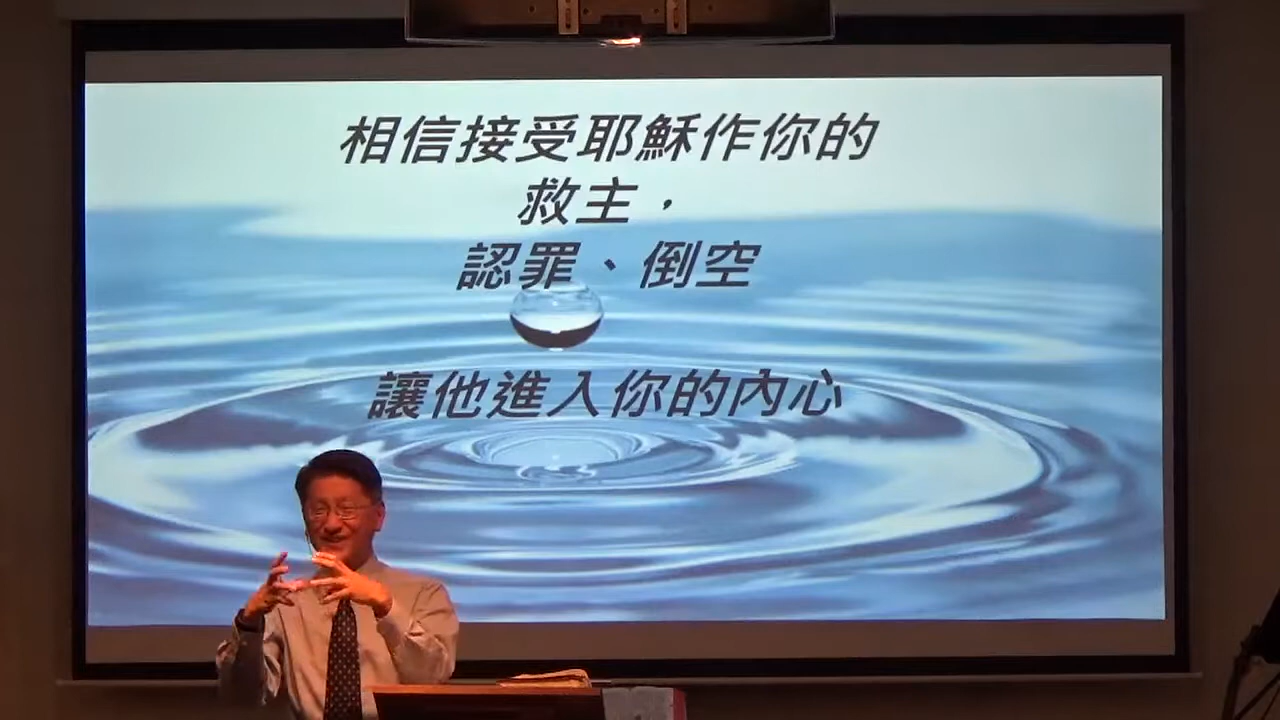 相信接受耶穌作你的
救主，
認罪、倒空
讓他進入你的內心